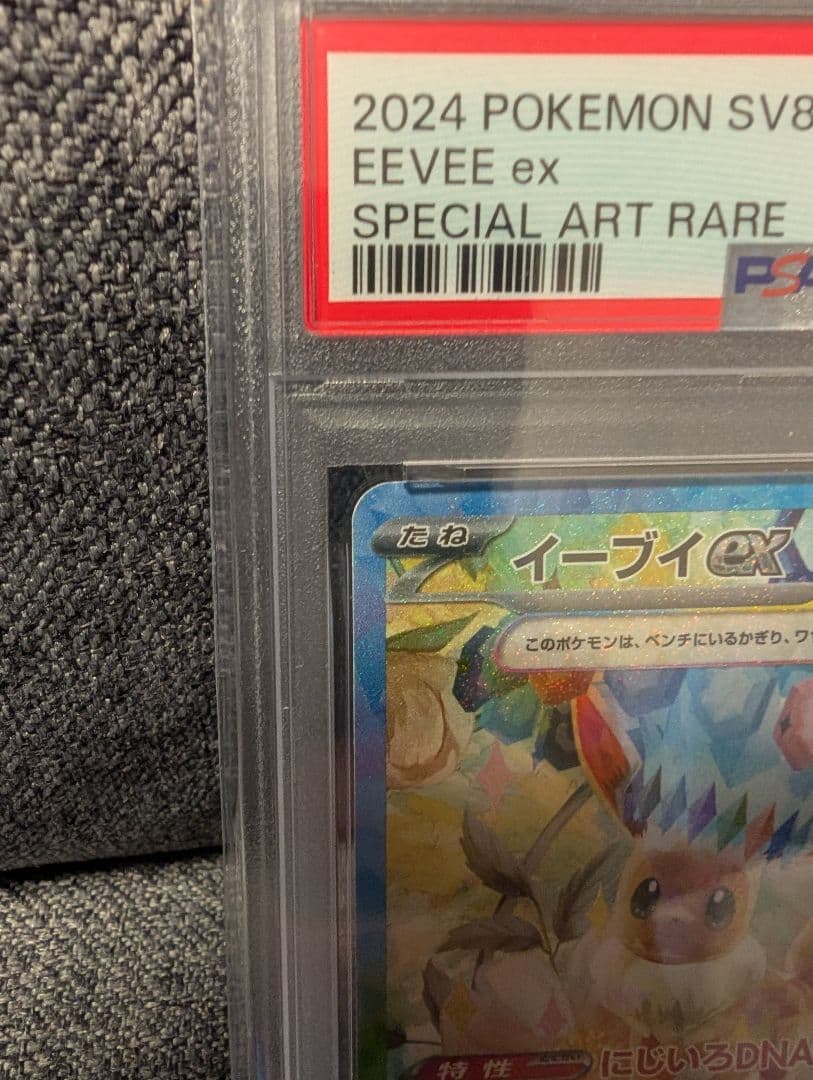 2024 POKEMON SV8
EEVEE ex
SPECIAL ART RARE
PSA
たね
イーブイex
このポケモンは、ベンチにいるかぎり、ワ
特性
にじいろDNA